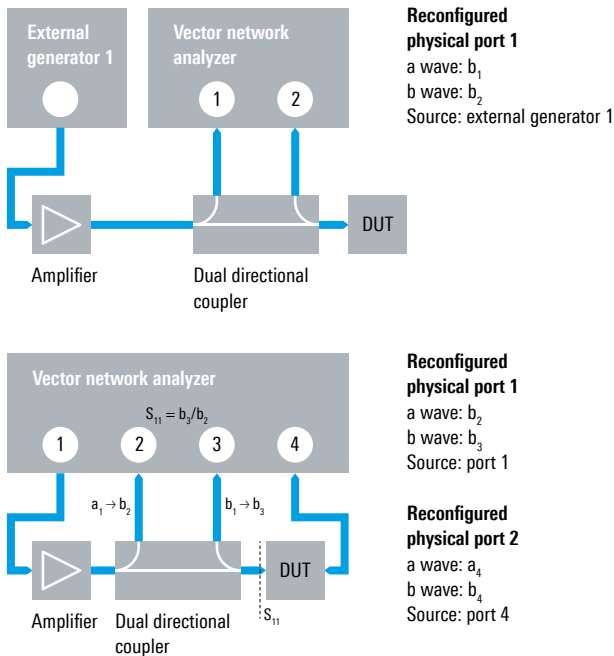 External
generator 1
Vector network
analyzer
1
2
Amplifier
Dual directional
coupler
DUT
Reconfigured
physical port 1
a wave: b₁
b wave: b₂
Source: external generator 1
Vector network analyzer
S₁₁ = b₃/b₂
1
2
3
4
a₁ → b₂
b₁ → b₃
DUT
S₁₁
Amplifier
Dual directional
coupler
Reconfigured
physical port 1
a wave: b₂
b wave: b₃
Source: port 1
Reconfigured
physical port 2
a wave: a₄
b wave: b₄
Source: port 4